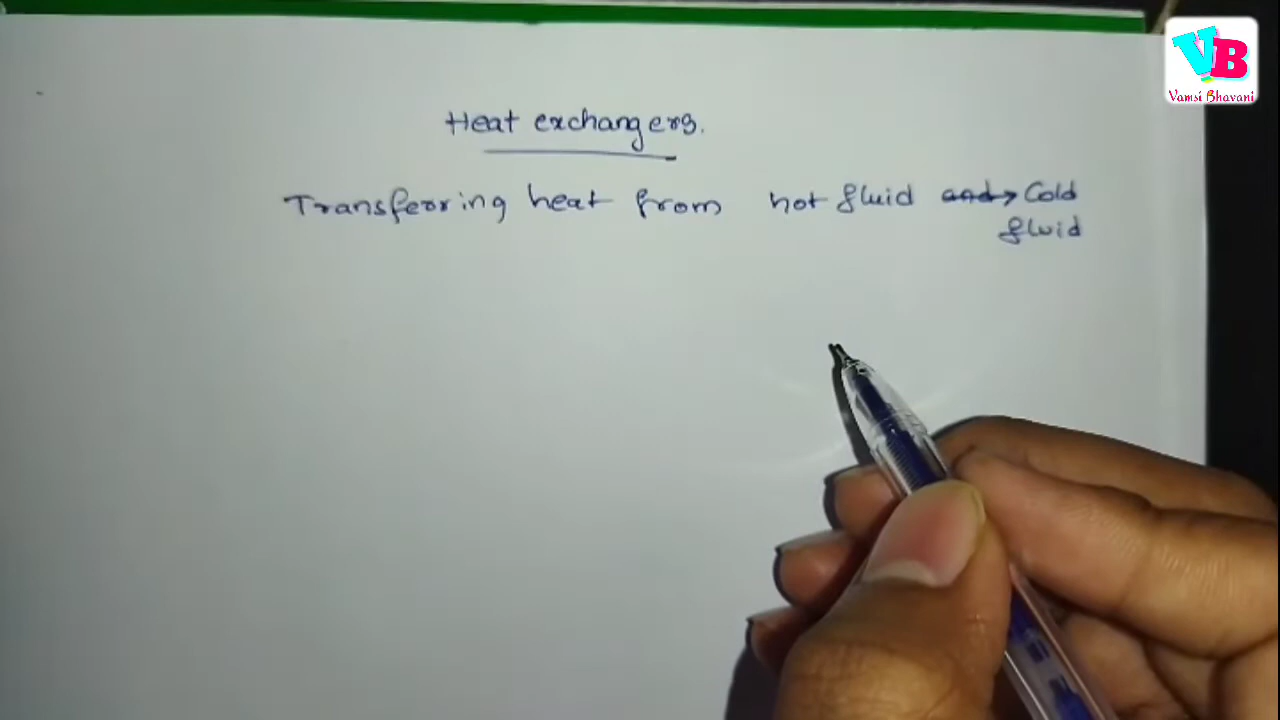 VB
Vamsi Bhavani
Heat exchangers.
Transferring heat from hot fluid and→ Cold
fluid